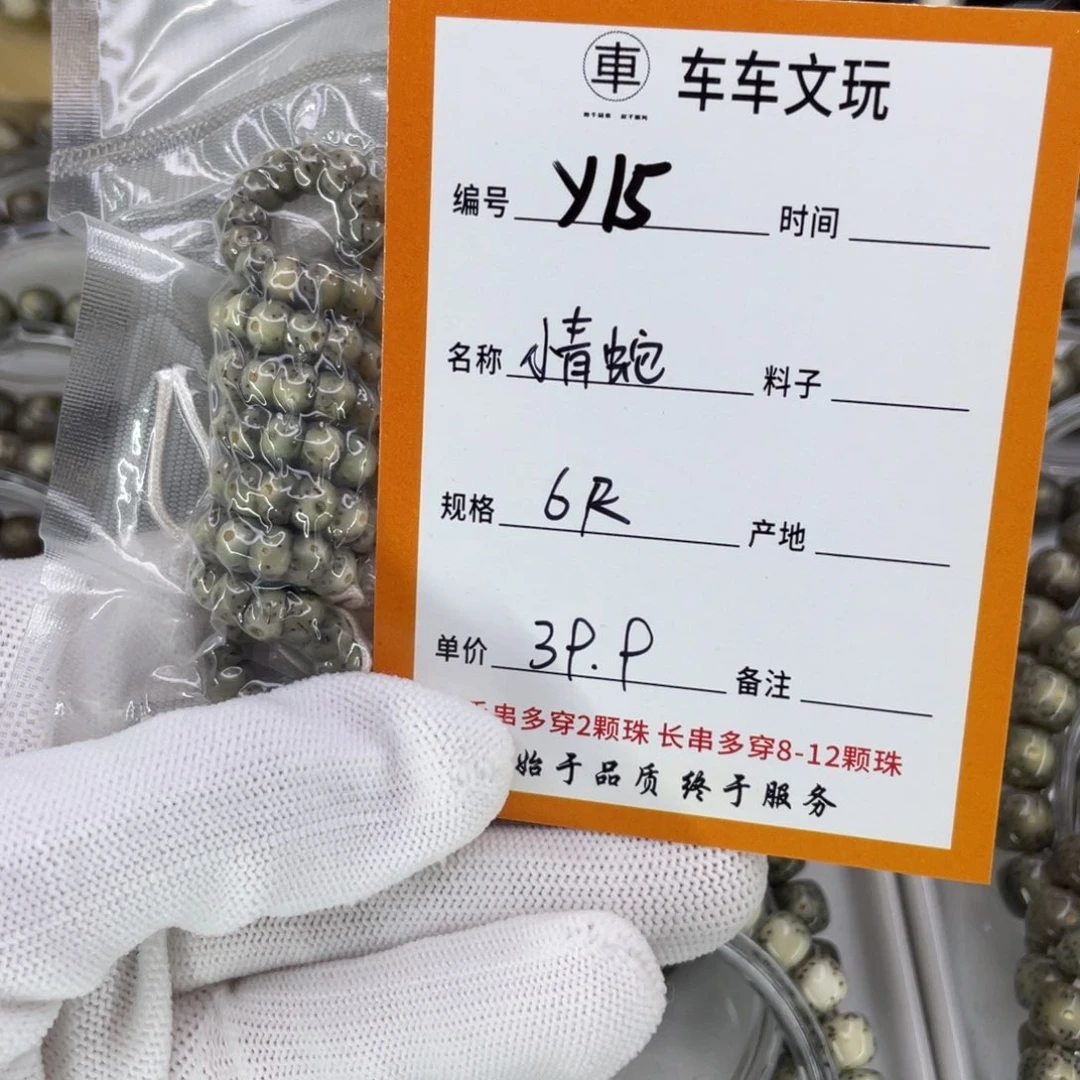 車 车车文玩
编号 Y15 时间
名称 情蛇 料子
规格 6R 产地
单价 3P.P 备注
串多穿2颗珠 长串多穿8-12颗珠
始于品质 终于服务